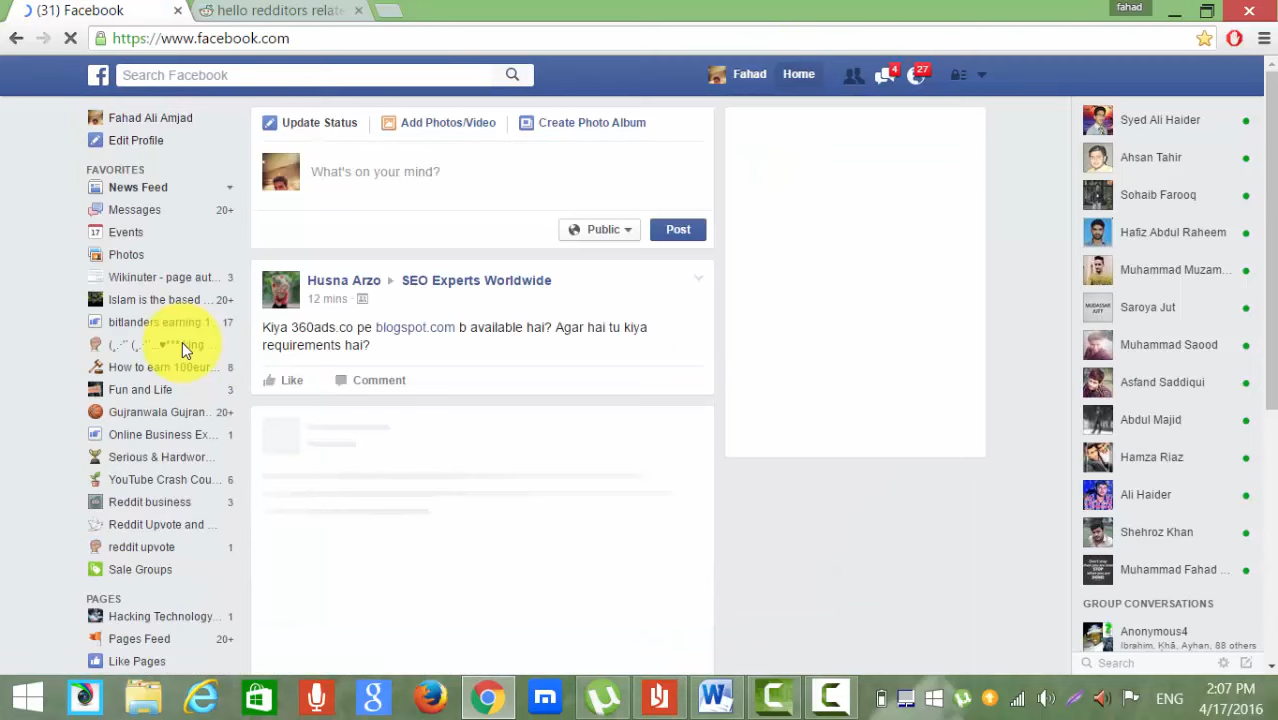 (31) Facebook
hello redditors relate
fahad
https://www.facebook.com
Search Facebook
Fahad Home 4 27
Fahad Ali Amjad
Edit Profile
FAVORITES
News Feed
Messages 20+
Events
Photos
Wikinuter - page aut... 3
Islam is the based ... 20+
bitlanders earning 1 17
How to earn 100eur... 8
Fun and Life 3
Gujranwala Gujran... 20+
Online Business Ex... 1
Serious & Hardwor...
YouTube Crash Cou... 6
Reddit business 3
Reddit Upvote and ...
reddit upvote 1
Sale Groups
PAGES
Hacking Technology... 1
Pages Feed 20+
Like Pages
Update Status Add Photos/Video Create Photo Album
What's on your mind?
Public Post
Husna Arzo SEO Experts Worldwide
12 mins
Kiya 360ads.co pe blogspot.com b available hai? Agar hai tu kiya
requirements hai?
Like Comment
Syed Ali Haider
Ahsan Tahir
Sohaib Farooq
Hafiz Abdul Raheem
Muhammad Muzam...
Saroya Jut
Muhammad Saood
Asfand Saddiqui
Abdul Majid
Hamza Riaz
Ali Haider
Shehroz Khan
Muhammad Fahad ...
GROUP CONVERSATIONS
Anonymous4
Ibrahim, Khã, Ayhan, 88 others
Search
ENG
2:07 PM
4/17/2016